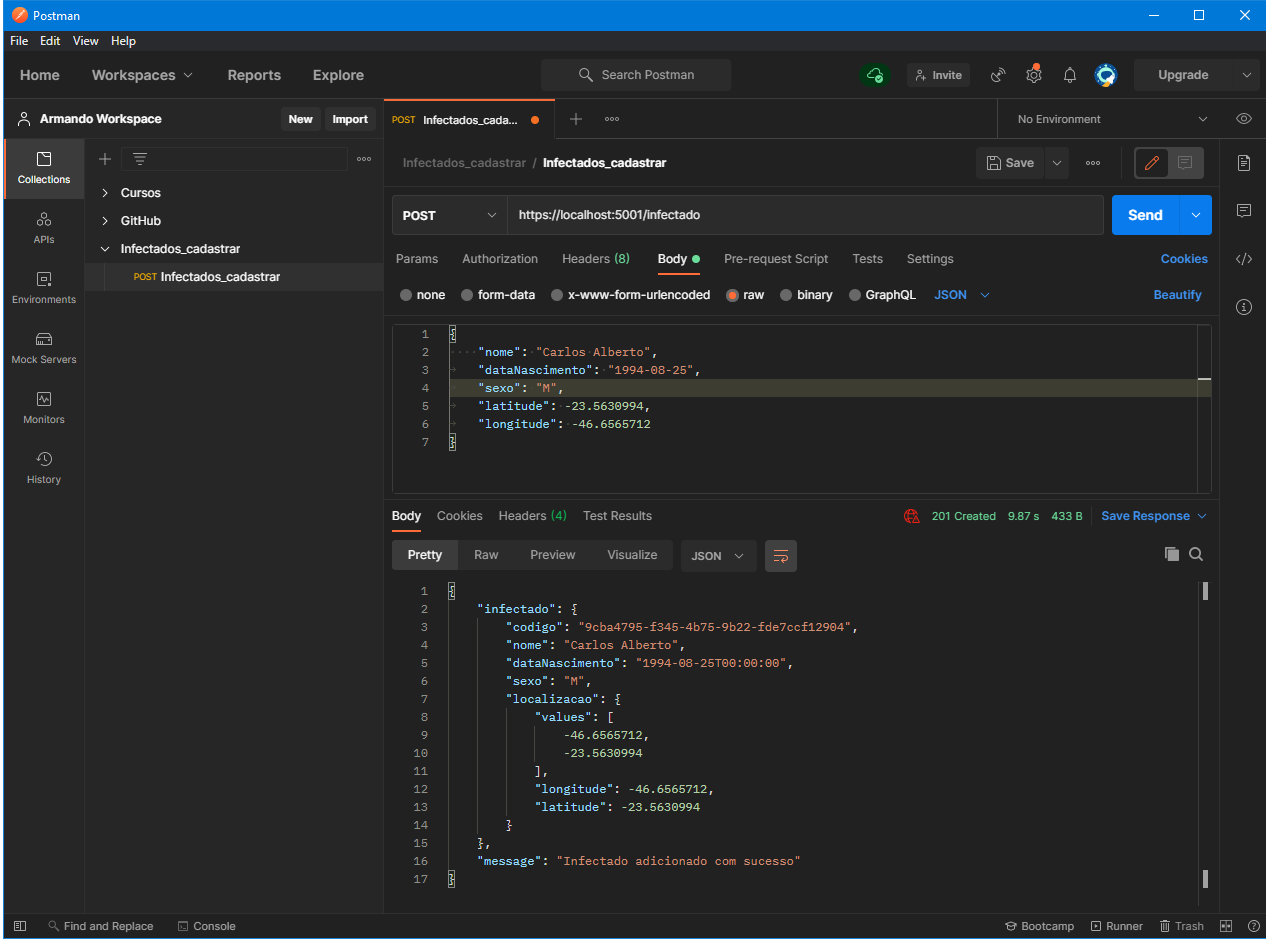 Postman
File Edit View Help
Home Workspaces Reports Explore Search Postman Invite Upgrade
Armando Workspace New Import POST Infectados_cada... No Environment
Infectados_cadastrar / Infectados_cadastrar Save
Collections
APIs
Environments
Mock Servers
Monitors
History
Cursos
GitHub
Infectados_cadastrar
POST Infectados_cadastrar
POST https://localhost:5001/infectado Send
Params Authorization Headers (8) Body Pre-request Script Tests Settings Cookies
none form-data x-www-form-urlencoded raw binary GraphQL JSON Beautify
1 {
2 "nome": "Carlos Alberto",
3 "dataNascimento": "1994-08-25",
4 "sexo": "M",
5 "latitude": -23.5630994,
6 "longitude": -46.6565712
7 }
Body Cookies Headers (4) Test Results 201 Created 9.87 s 433 B Save Response
Pretty Raw Preview Visualize JSON
1 {
2 "infectado": {
3 "codigo": "9cba4795-f345-4b75-9b22-fde7ccf12904",
4 "nome": "Carlos Alberto",
5 "dataNascimento": "1994-08-25T00:00:00",
6 "sexo": "M",
7 "localizacao": {
8 "values": [
9 -46.6565712,
10 -23.5630994
11 ],
12 "longitude": -46.6565712,
13 "latitude": -23.5630994
14 }
15 },
16 "message": "Infectado adicionado com sucesso"
17 }
Find and Replace Console Bootcamp Runner Trash